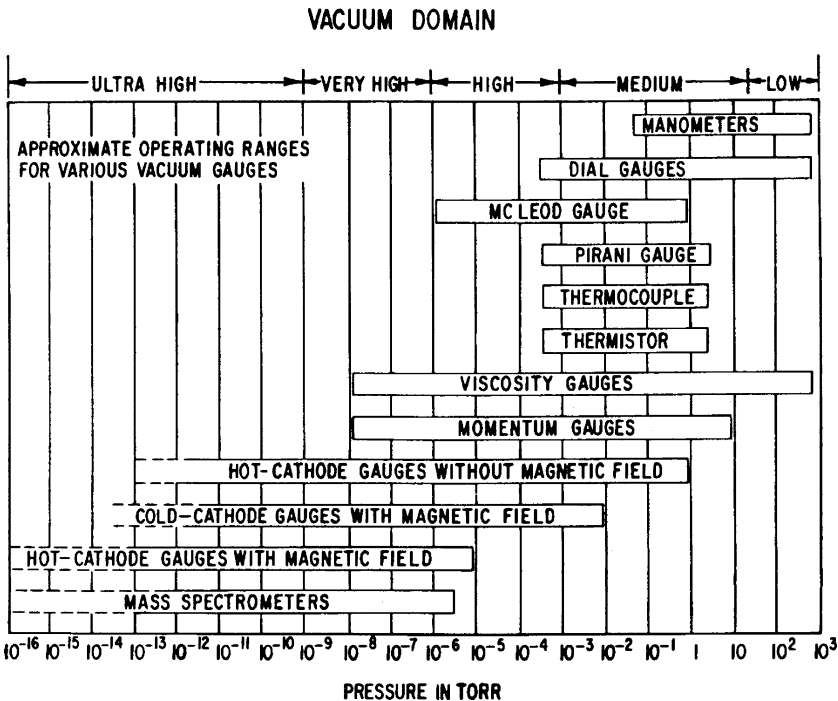 VACUUM DOMAIN
ULTRA HIGH VERY HIGH HIGH MEDIUM LOW
APPROXIMATE OPERATING RANGES
FOR VARIOUS VACUUM GAUGES
MANOMETERS
DIAL GAUGES
MC LEOD GAUGE
PIRANI GAUGE
THERMOCOUPLE
THERMISTOR
VISCOSITY GAUGES
MOMENTUM GAUGES
HOT-CATHODE GAUGES WITHOUT MAGNETIC FIELD
COLD-CATHODE GAUGES WITH MAGNETIC FIELD
HOT-CATHODE GAUGES WITH MAGNETIC FIELD
MASS SPECTROMETERS
10⁻¹⁶ 10⁻¹⁵ 10⁻¹⁴ 10⁻¹³ 10⁻¹² 10⁻¹¹ 10⁻¹⁰ 10⁻⁹ 10⁻⁸ 10⁻⁷ 10⁻⁶ 10⁻⁵ 10⁻⁴ 10⁻³ 10⁻² 10⁻¹ 1 10 10² 10³
PRESSURE IN TORR